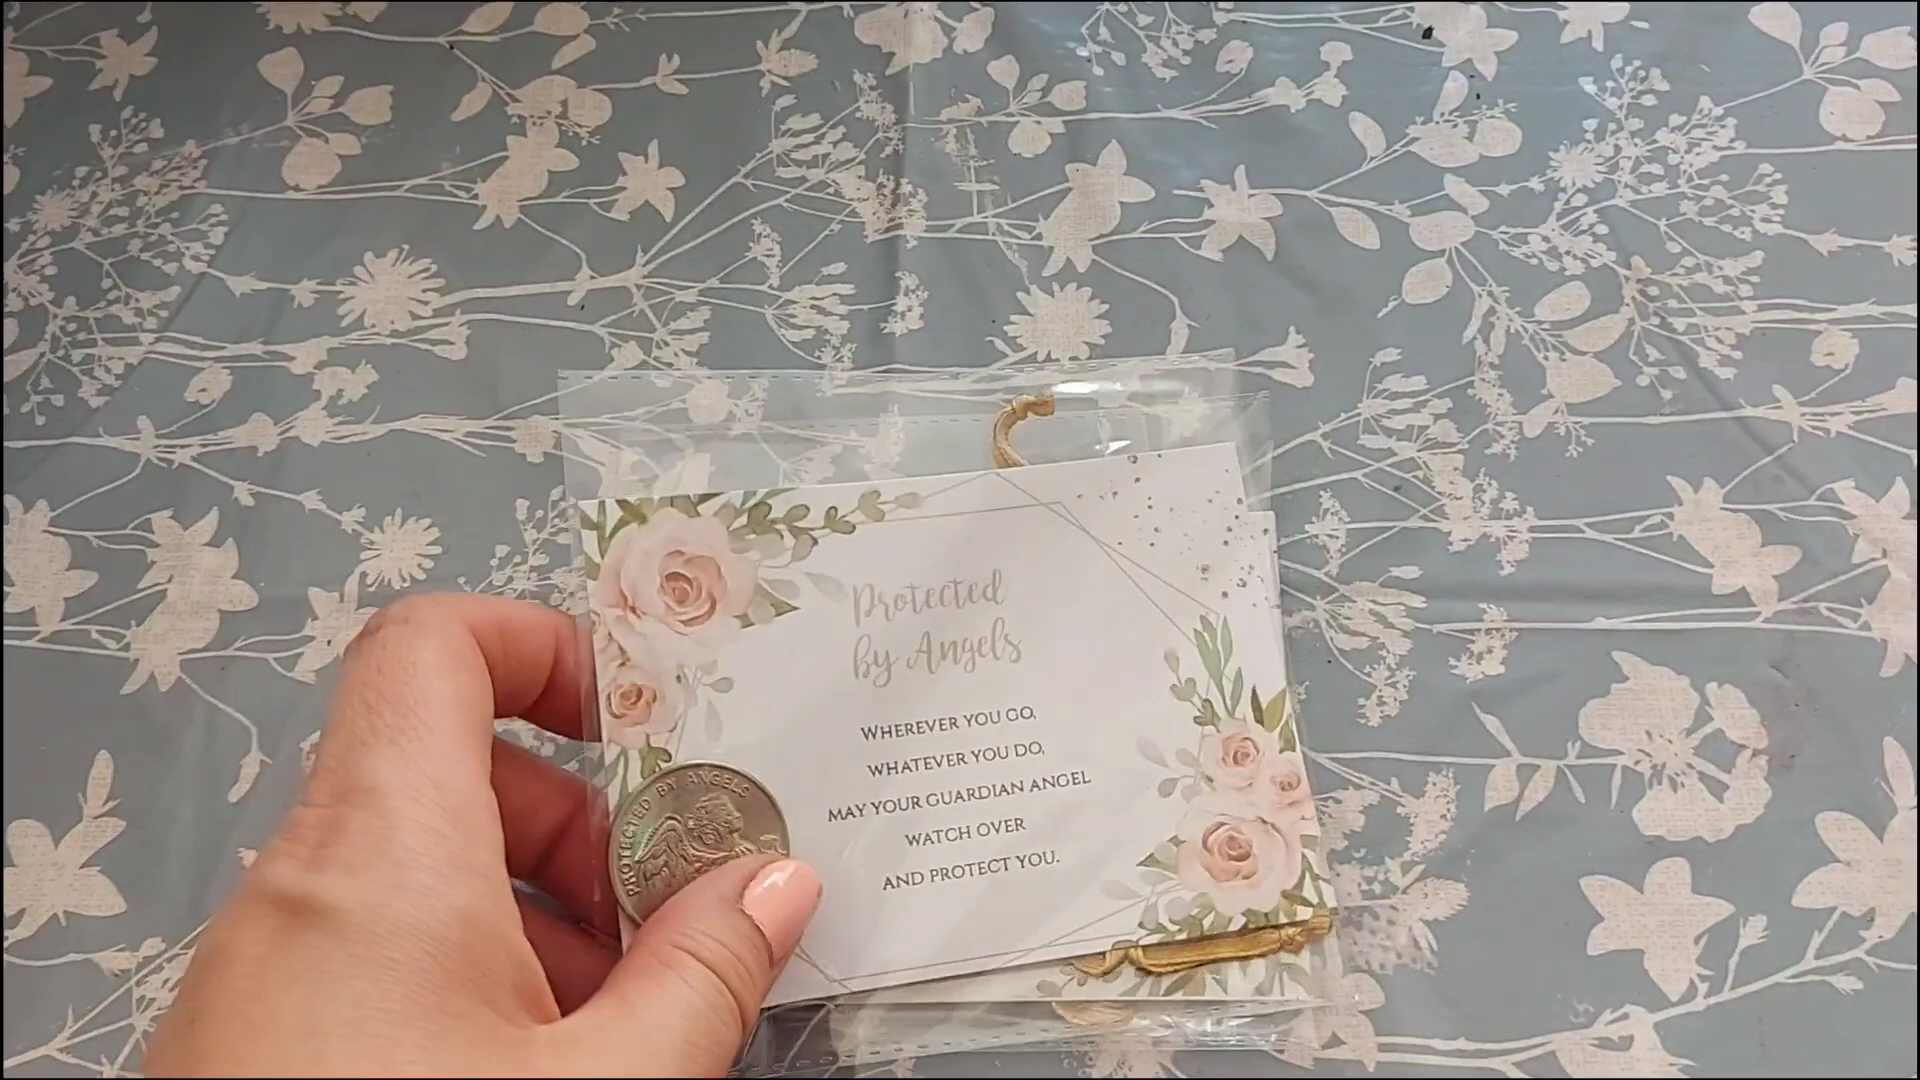 Protected
by Angels
WHEREVER YOU GO,
WHATEVER YOU DO,
MAY YOUR GUARDIAN ANGEL
WATCH OVER
AND PROTECT YOU.
PROTECTED BY ANGELS